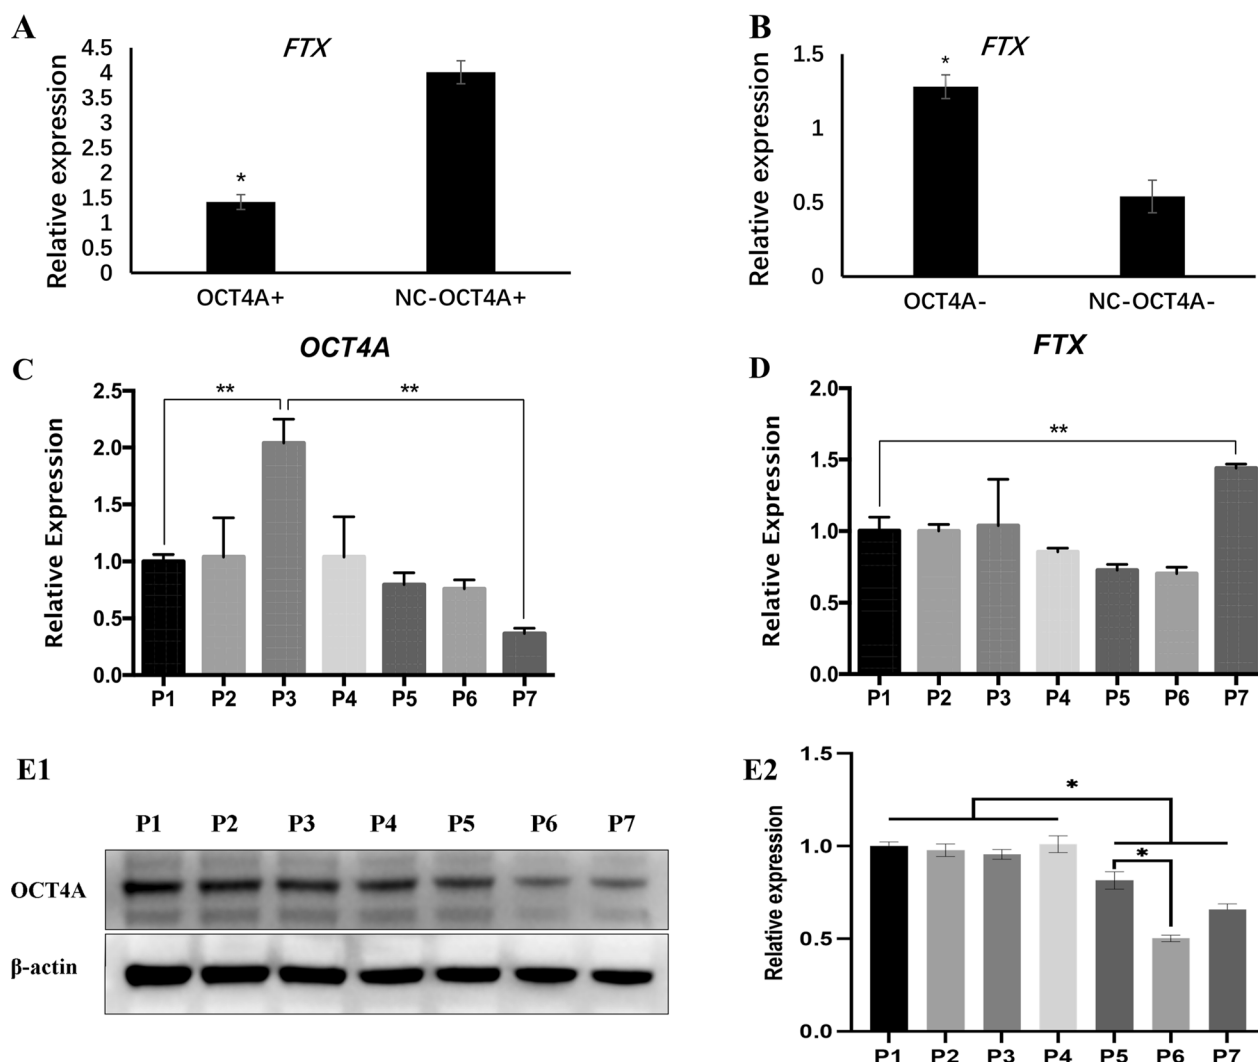 A
FTX
Relative expression
4.5
4
3.5
3
2.5
2
1.5
1
0.5
0
*
OCT4A+
NC-OCT4A+
B
FTX
Relative expression
1.5
1
0.5
0
*
OCT4A-
NC-OCT4A-
C
OCT4A
Relative Expression
2.5
2.0
1.5
1.0
0.5
0.0
**
**
P1 P2 P3 P4 P5 P6 P7
D
FTX
Relative Expression
2.0
1.5
1.0
0.5
0.0
**
P1 P2 P3 P4 P5 P6 P7
E1
P1 P2 P3 P4 P5 P6 P7
OCT4A
β-actin
E2
Relative expression
1.5
1.0
0.5
0.0
*
*
P1 P2 P3 P4 P5 P6 P7